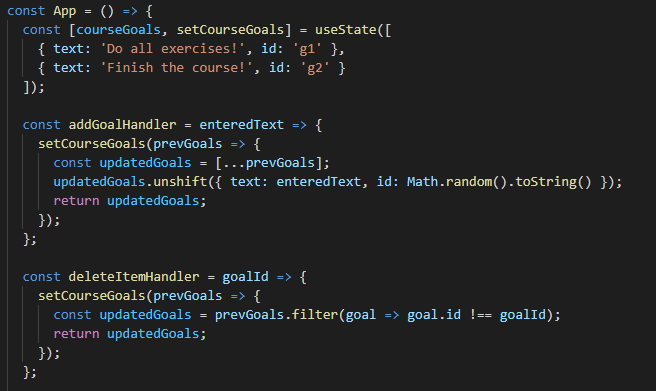 const App = () => {
  const [courseGoals, setCourseGoals] = useState([
    { text: 'Do all exercises!', id: 'g1' },
    { text: 'Finish the course!', id: 'g2' }
  ]);

  const addGoalHandler = enteredText => {
    setCourseGoals(prevGoals => {
      const updatedGoals = [...prevGoals];
      updatedGoals.unshift({ text: enteredText, id: Math.random().toString() });
      return updatedGoals;
    });
  };

  const deleteItemHandler = goalId => {
    setCourseGoals(prevGoals => {
      const updatedGoals = prevGoals.filter(goal => goal.id !== goalId);
      return updatedGoals;
    });
  };